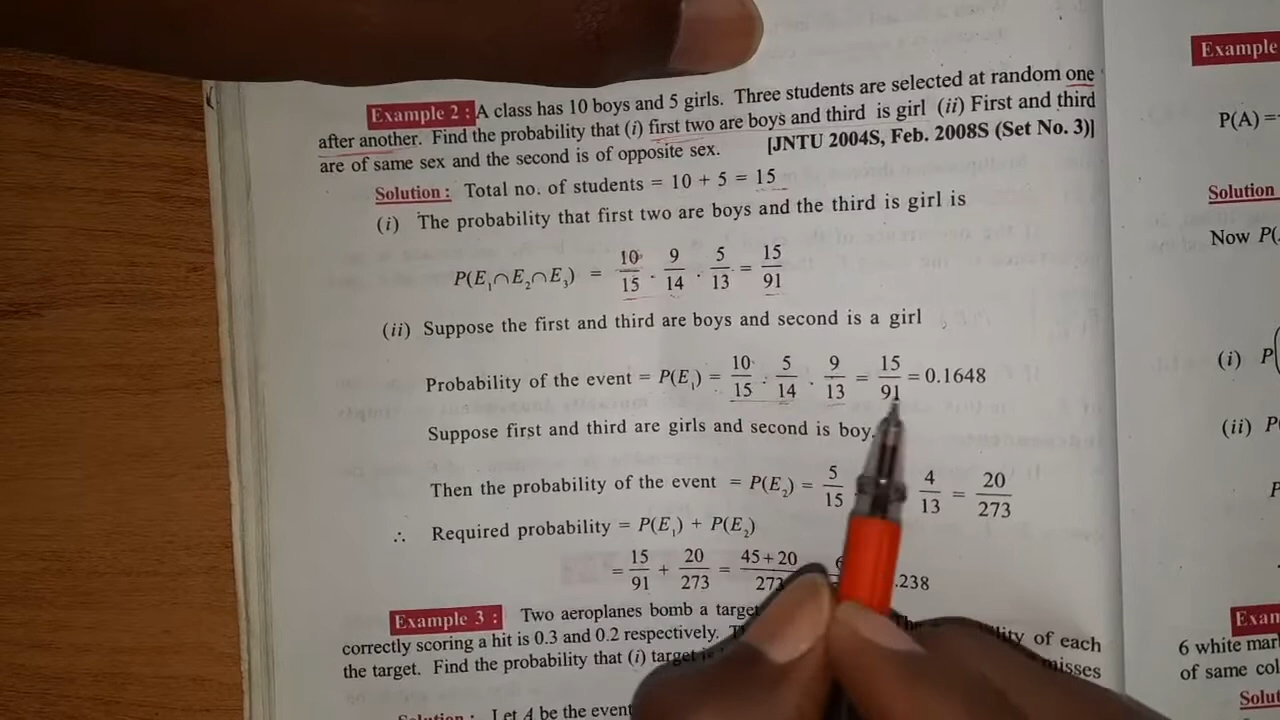 Example 2 : A class has 10 boys and 5 girls. Three students are selected at random one
after another. Find the probability that (i) first two are boys and third is girl (ii) First and third
are of same sex and the second is of opposite sex. [JNTU 2004S, Feb. 2008S (Set No. 3)]
Solution : Total no. of students = 10 + 5 = 15
(i) The probability that first two are boys and the third is girl is
P(E₁∩E₂∩E₃) = 10/15 . 9/14 . 5/13 = 15/91
(ii) Suppose the first and third are boys and second is a girl
Probability of the event = P(E₁) = 10/15 . 5/14 . 9/13 = 15/91 = 0.1648
Suppose first and third are girls and second is boy.
Then the probability of the event = P(E₂) = 5/15 4/13 = 20/273
∴ Required probability = P(E₁) + P(E₂)
= 15/91 + 20/273 = 45+20/273 .238
Example 3 : Two aeroplanes bomb a target
correctly scoring a hit is 0.3 and 0.2 respectively. of each
the target. Find the probability that (i) target is misses
Solution : Let A be the event
Example
P(A) =
Solution
Now P(
(i) P
(ii) P
P
Exam
6 white mar
of same col
Solut